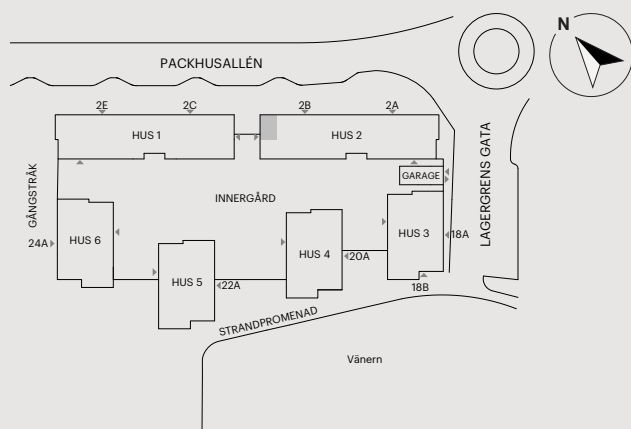 N
PACKHUSALLÉN
2E
2C
2B
2A
HUS 1
HUS 2
LAGERGRENS GATA
GARAGE
GÅNGSTRÅK
INNERGÅRD
24A
HUS 6
HUS 4
HUS 3
18A
20A
HUS 5
22A
18B
STRANDPROMENAD
Vänern